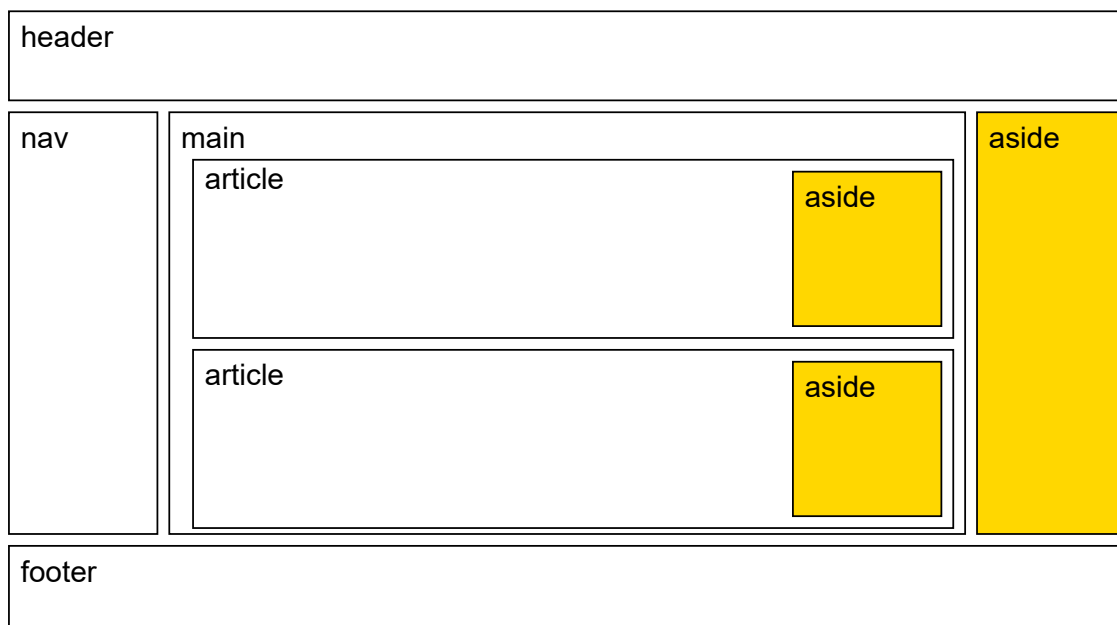 header
nav
main
article
aside
article
aside
aside
footer